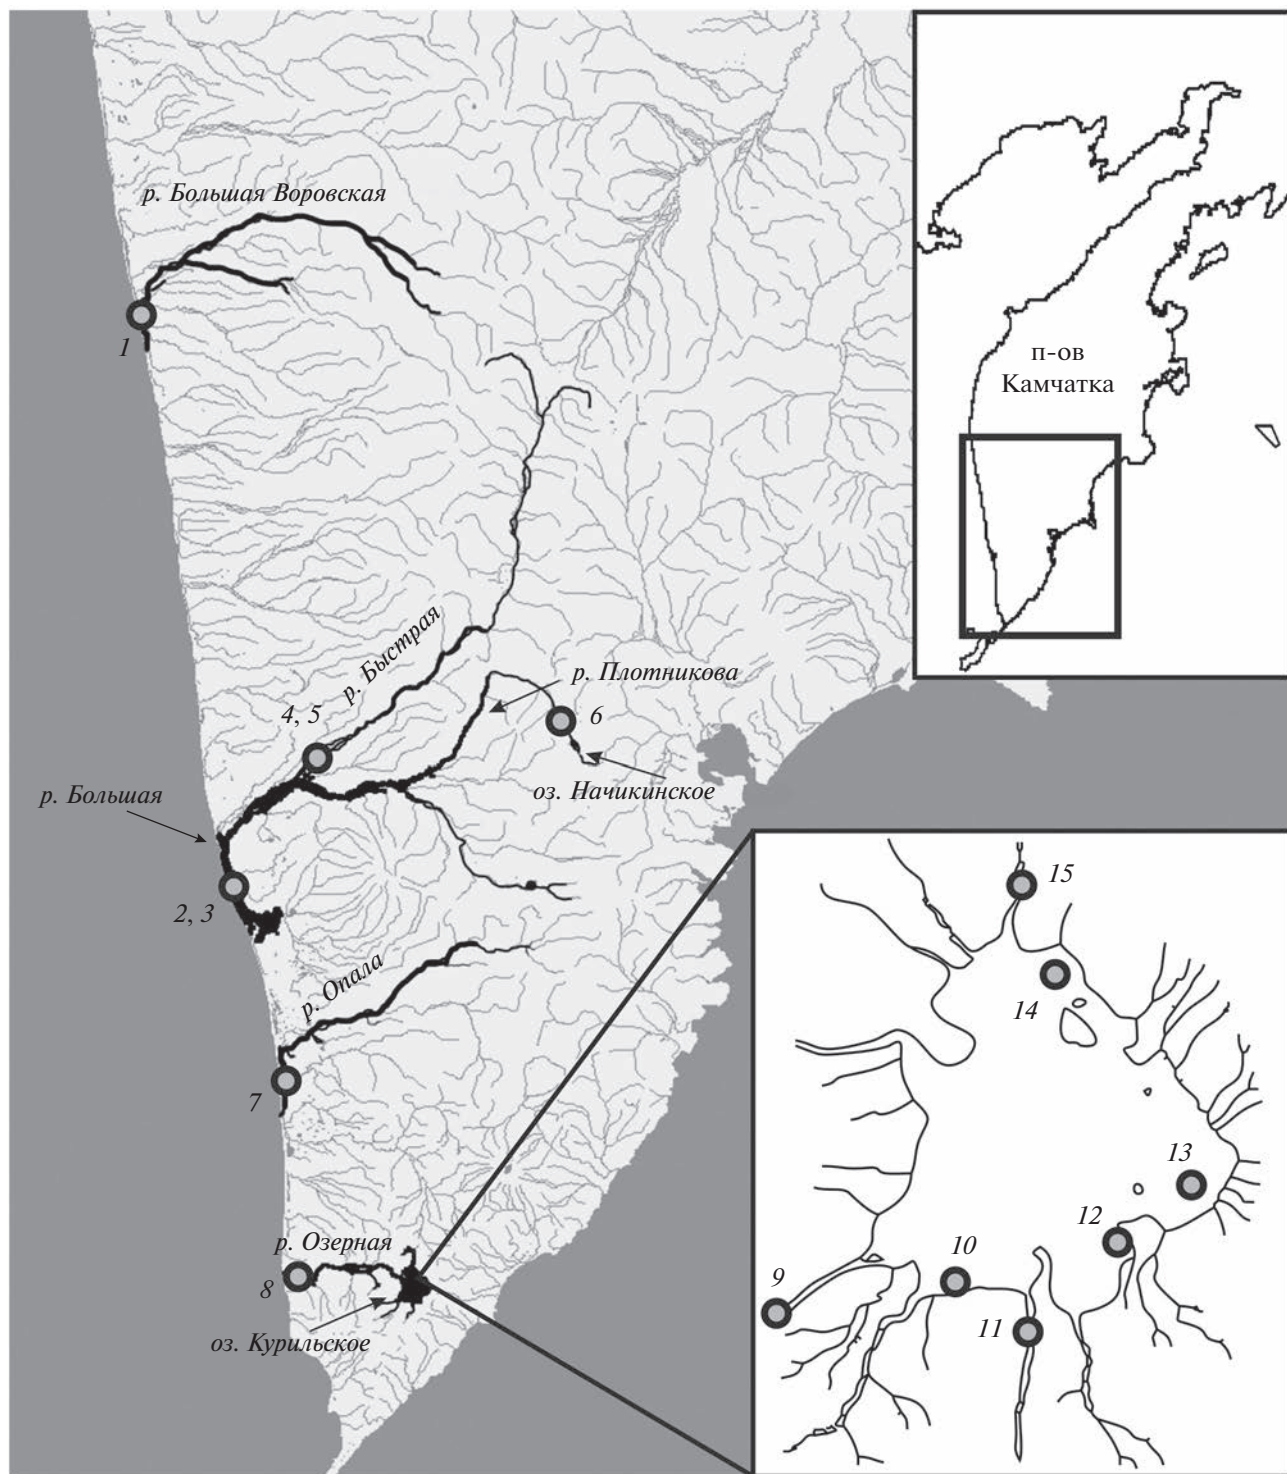 р. Большая Воровская
1
п-ов
Камчатка
р. Быстрая
р. Плотникова
4, 5
6
оз. Начикинское
р. Большая
2, 3
р. Опала
7
р. Озерная
8
оз. Курильское
15
14
13
12
10
9
11